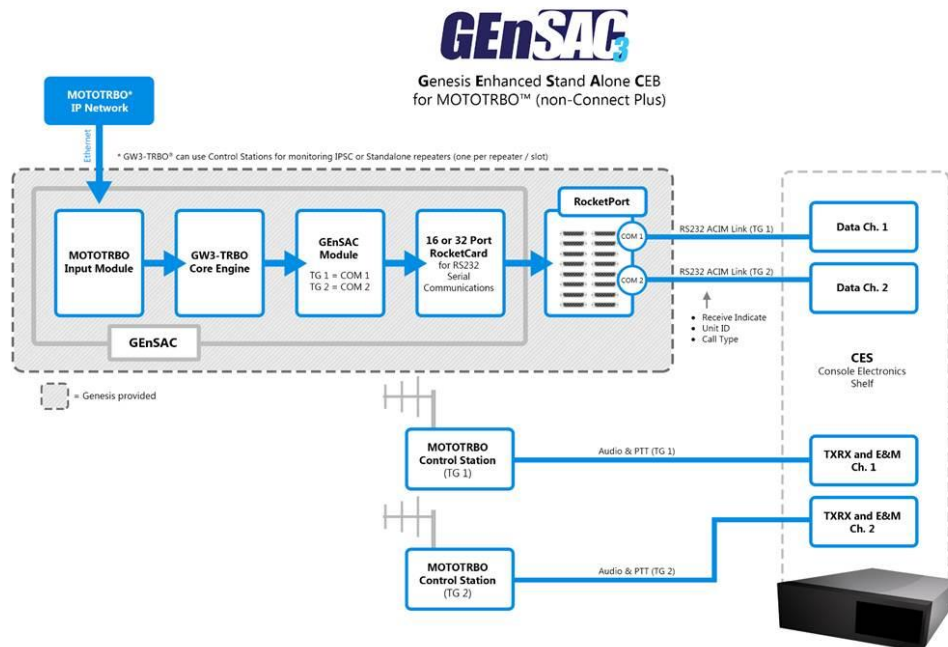 GEnSAC3
Genesis Enhanced Stand Alone CEB
for MOTOTRBO™ (non-Connect Plus)
MOTOTRBO*
IP Network
Ethernet
* GW3-TRBO® can use Control Stations for monitoring IPSC or Standalone repeaters (one per repeater / slot)
MOTOTRBO
Input Module
GW3-TRBO
Core Engine
GEnSAC
Module
TG 1 = COM 1
TG 2 = COM 2
16 or 32 Port
RocketCard
for RS232
Serial
Communications
RocketPort
COM 1
COM 2
RS232 ACIM Link (TG 1)
RS232 ACIM Link (TG 2)
• Receive Indicate
• Unit ID
• Call Type
Data Ch. 1
Data Ch. 2
GEnSAC
= Genesis provided
CES
Console Electronics
Shelf
MOTOTRBO
Control Station
(TG 1)
Audio & PTT (TG 1)
TXRX and E&M
Ch. 1
TXRX and E&M
Ch. 2
MOTOTRBO
Control Station
(TG 2)
Audio & PTT (TG 2)